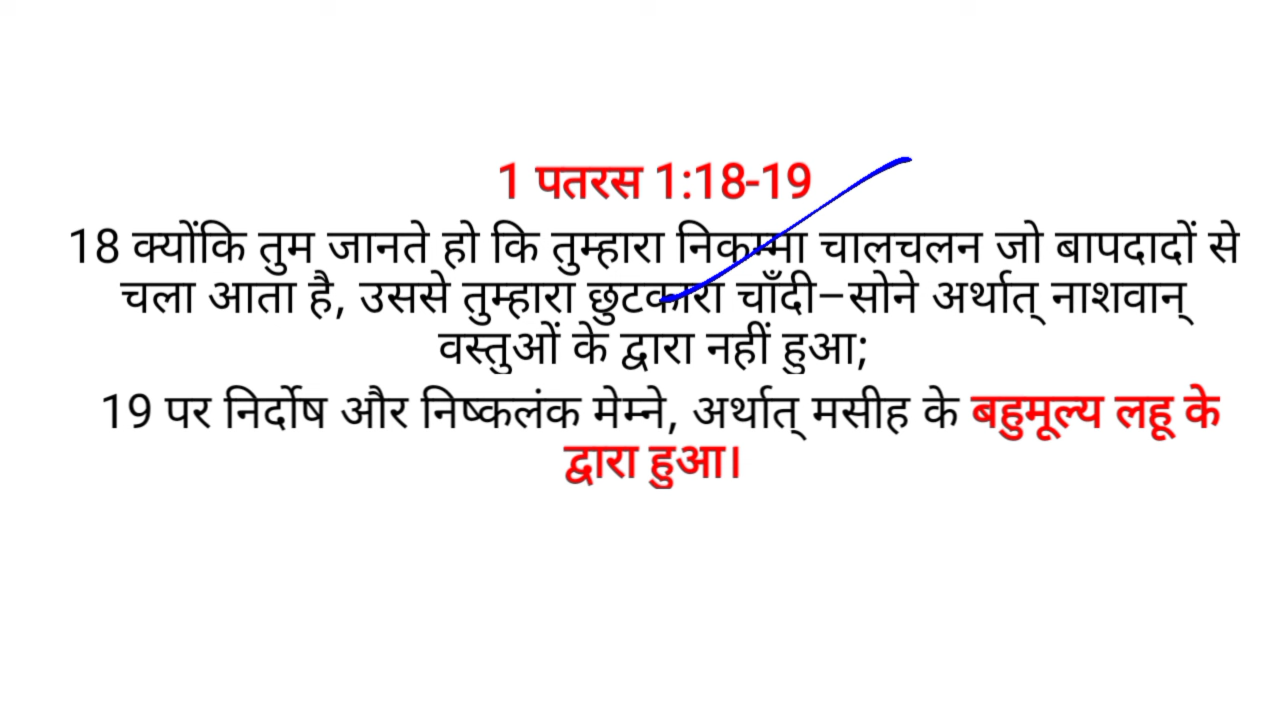 1 पतरस 1:18-19
18 क्योंकि तुम जानते हो कि तुम्हारा निकम्मा चालचलन जो बापदादों से
चला आता है, उससे तुम्हारा छुटकारा चाँदी–सोने अर्थात् नाशवान्
वस्तुओं के द्वारा नहीं हुआ;
19 पर निर्दोष और निष्कलंक मेम्ने, अर्थात् मसीह के बहुमूल्य लहू के
द्वारा हुआ।